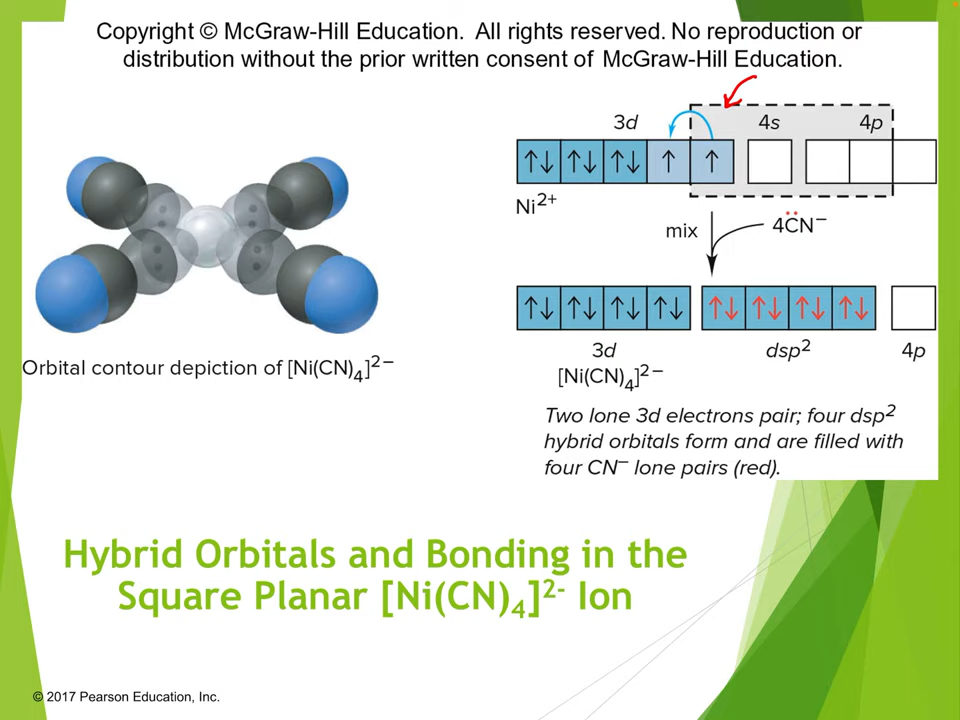 Copyright © McGraw-Hill Education. All rights reserved. No reproduction or
distribution without the prior written consent of McGraw-Hill Education.
3d 4s 4p
↑↓ ↑↓ ↑↓ ↑ ↑
Ni²⁺
mix
4C̈N⁻
↑↓ ↑↓ ↑↓ ↑↓ ↑↓ ↑↓ ↑↓ ↑↓
3d dsp² 4p
[Ni(CN)₄]²⁻
Orbital contour depiction of [Ni(CN)₄]²⁻
Two lone 3d electrons pair; four dsp²
hybrid orbitals form and are filled with
four CN⁻ lone pairs (red).
Hybrid Orbitals and Bonding in the
Square Planar [Ni(CN)₄]²⁻ Ion
© 2017 Pearson Education, Inc.